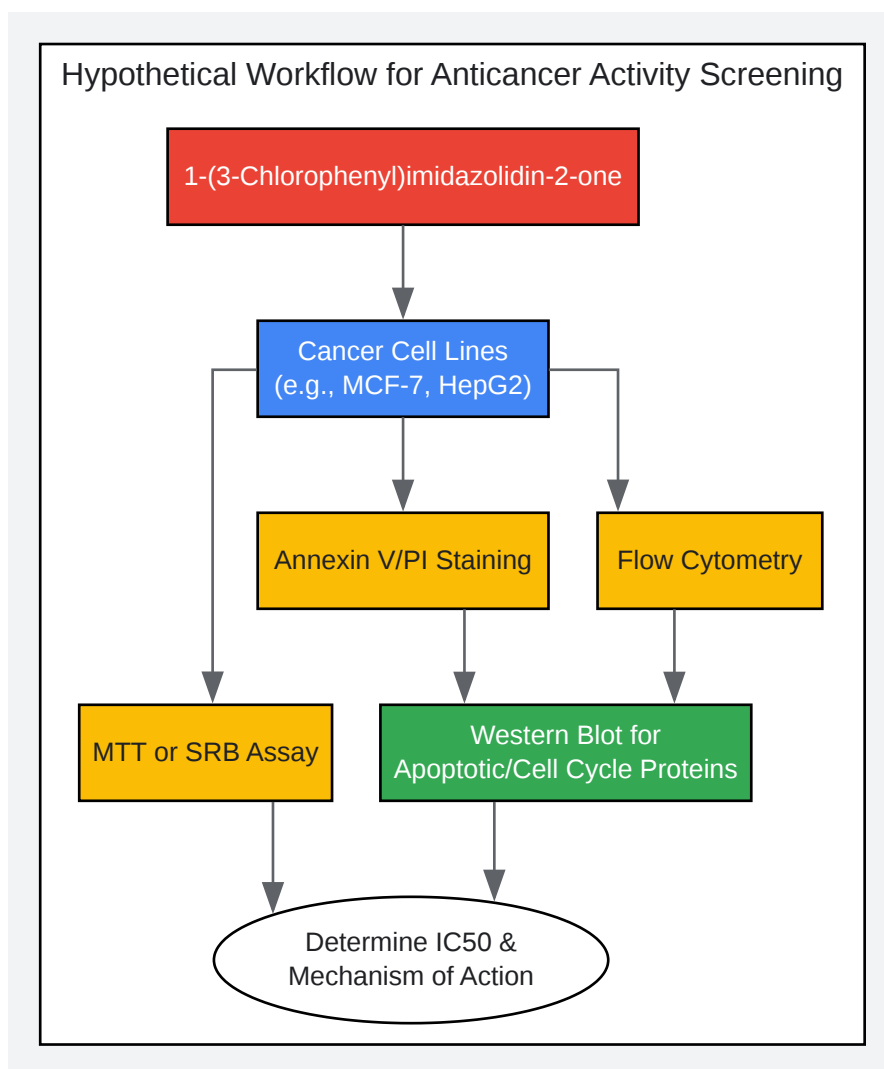 Hypothetical Workflow for Anticancer Activity Screening
1-(3-Chlorophenyl)imidazolidin-2-one
Cancer Cell Lines
(e.g., MCF-7, HepG2)
Annexin V/PI Staining
Flow Cytometry
MTT or SRB Assay
Western Blot for
Apoptotic/Cell Cycle Proteins
Determine IC50 &
Mechanism of Action